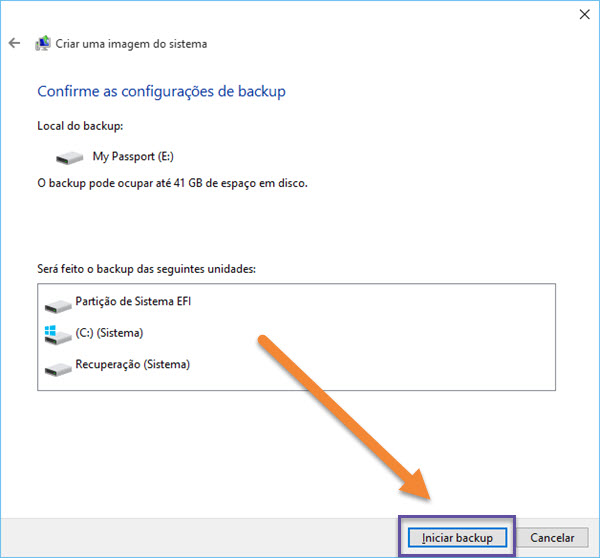 Criar uma imagem do sistema
Confirme as configurações de backup
Local do backup:
My Passport (E:)
O backup pode ocupar até 41 GB de espaço em disco.
Será feito o backup das seguintes unidades:
Partição de Sistema EFI
(C:) (Sistema)
Recuperação (Sistema)
Iniciar backup
Cancelar